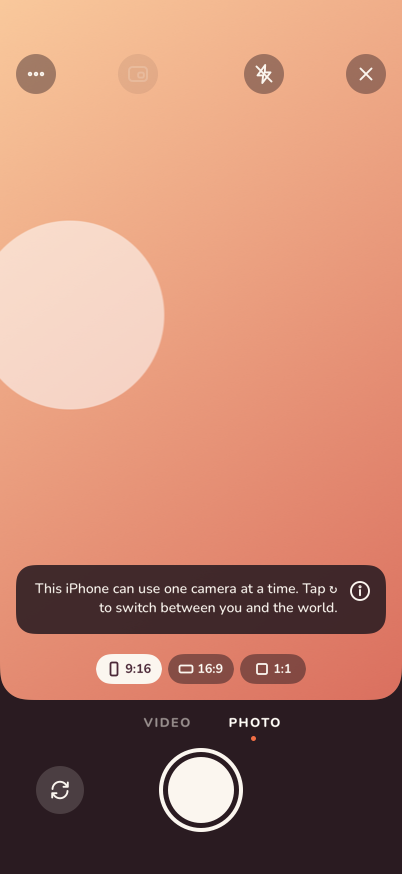 This iPhone can use one camera at a time. Tap ↻
to switch between you and the world.
9:16
16:9
1:1
VIDEO
PHOTO